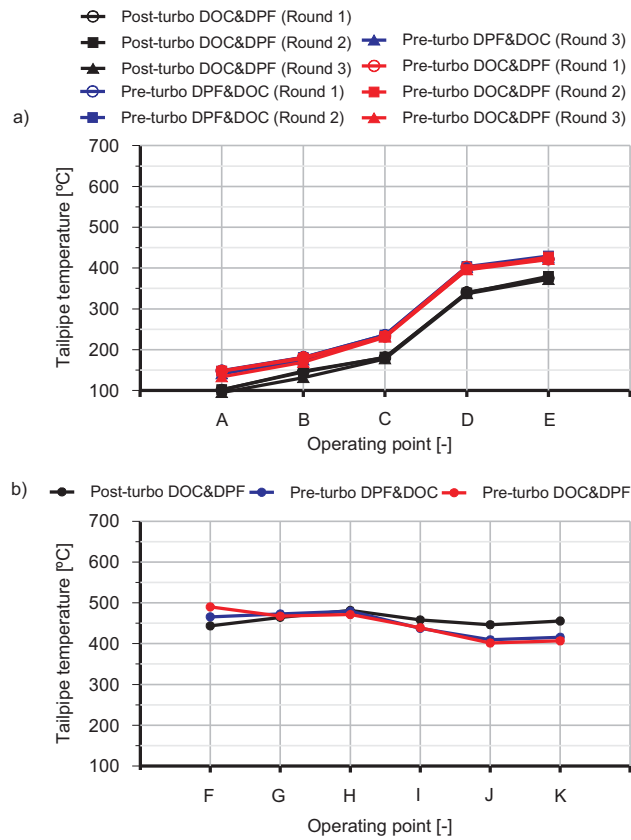 Post-turbo DOC&DPF (Round 1)
Post-turbo DOC&DPF (Round 2)
Post-turbo DOC&DPF (Round 3)
Pre-turbo DPF&DOC (Round 1)
Pre-turbo DPF&DOC (Round 2)
Pre-turbo DPF&DOC (Round 3)
Pre-turbo DOC&DPF (Round 1)
Pre-turbo DOC&DPF (Round 2)
Pre-turbo DOC&DPF (Round 3)
a)
Tailpipe temperature [ºC]
700
600
500
400
300
200
100
A B C D E
Operating point [-]
b) Post-turbo DOC&DPF Pre-turbo DPF&DOC Pre-turbo DOC&DPF
Tailpipe temperature [ºC]
700
600
500
400
300
200
100
F G H I J K
Operating point [-]